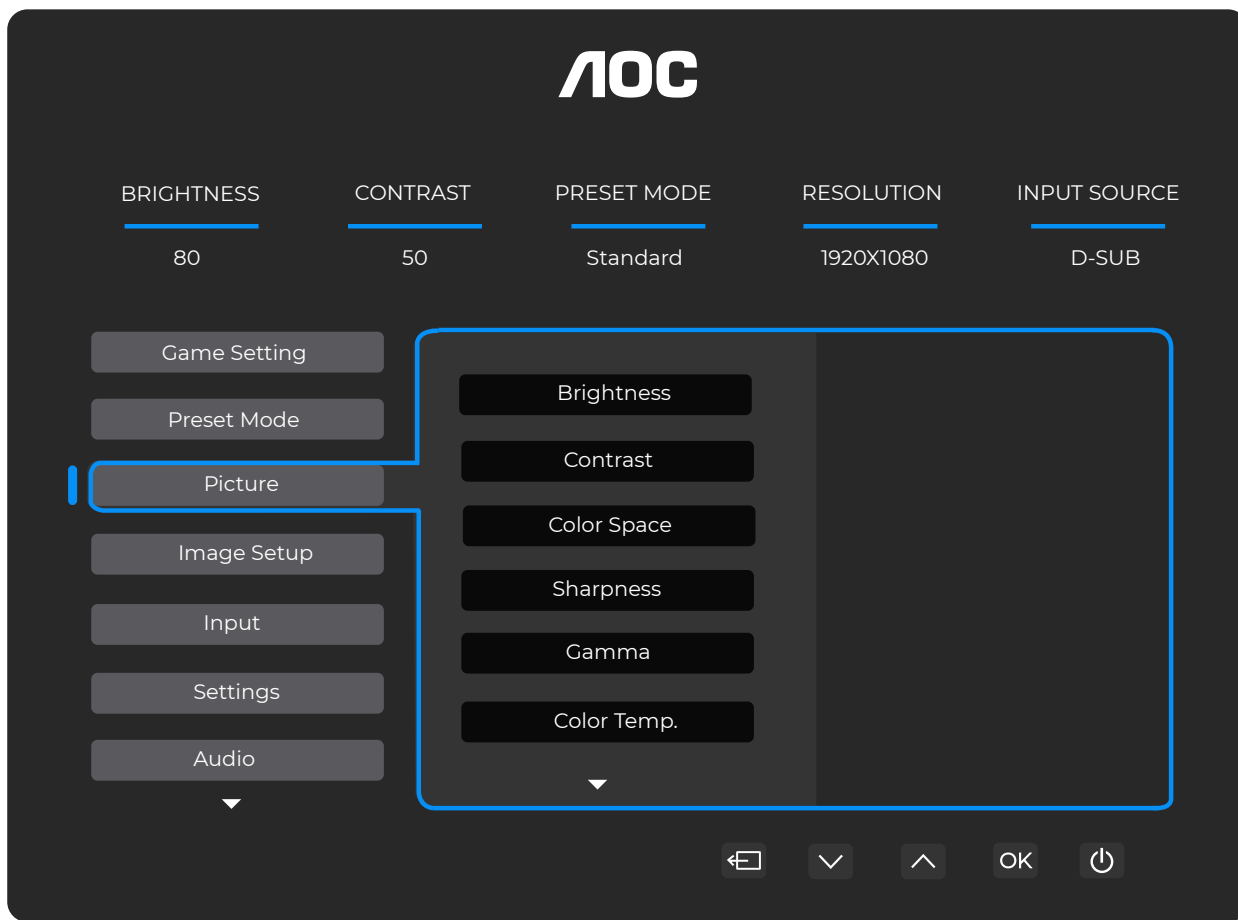 AOC
BRIGHTNESS CONTRAST PRESET MODE RESOLUTION INPUT SOURCE
80 50 Standard 1920X1080 D-SUB
Game Setting
Preset Mode
Picture
Image Setup
Input
Settings
Audio
Brightness
Contrast
Color Space
Sharpness
Gamma
Color Temp.
OK